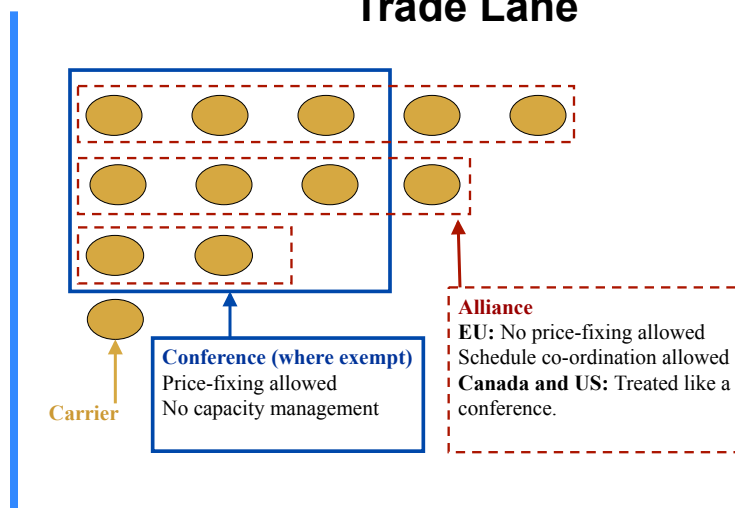 Trade Lane
Alliance
EU: No price-fixing allowed
Schedule co-ordination allowed
Canada and US: Treated like a
conference.
Conference (where exempt)
Price-fixing allowed
No capacity management
Carrier